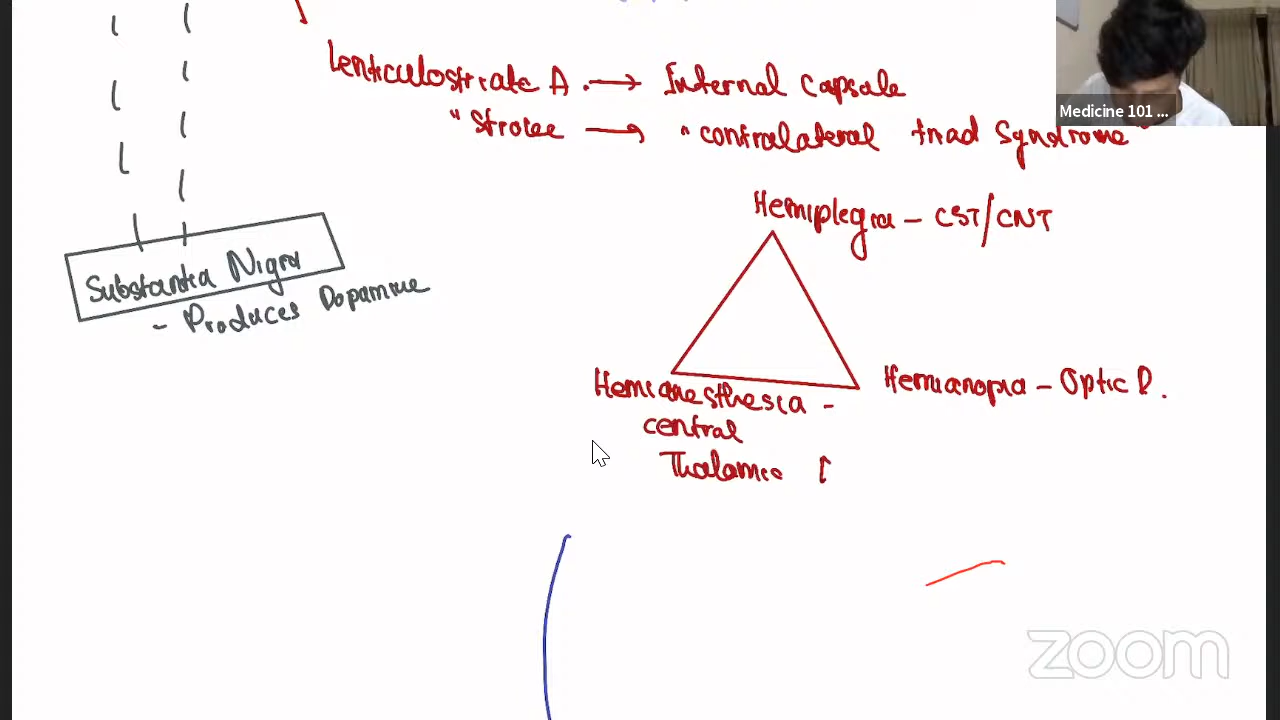 Lenticulostriate A. → Internal Capsule
"Stroke → "contralateral triad Syndrome"
Medicine 101 ...
Hemiplegia - CST/CNT
Substantia Nigra
- Produces Dopamine
Hemianesthesia -
central
Thalamic
Hemianopia - Optic R.
zoom